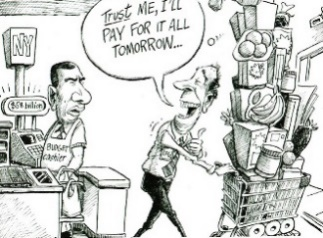 NY
TRUST ME, I'LL
PAY FOR IT ALL
TOMORROW...
BUDGET
cashier